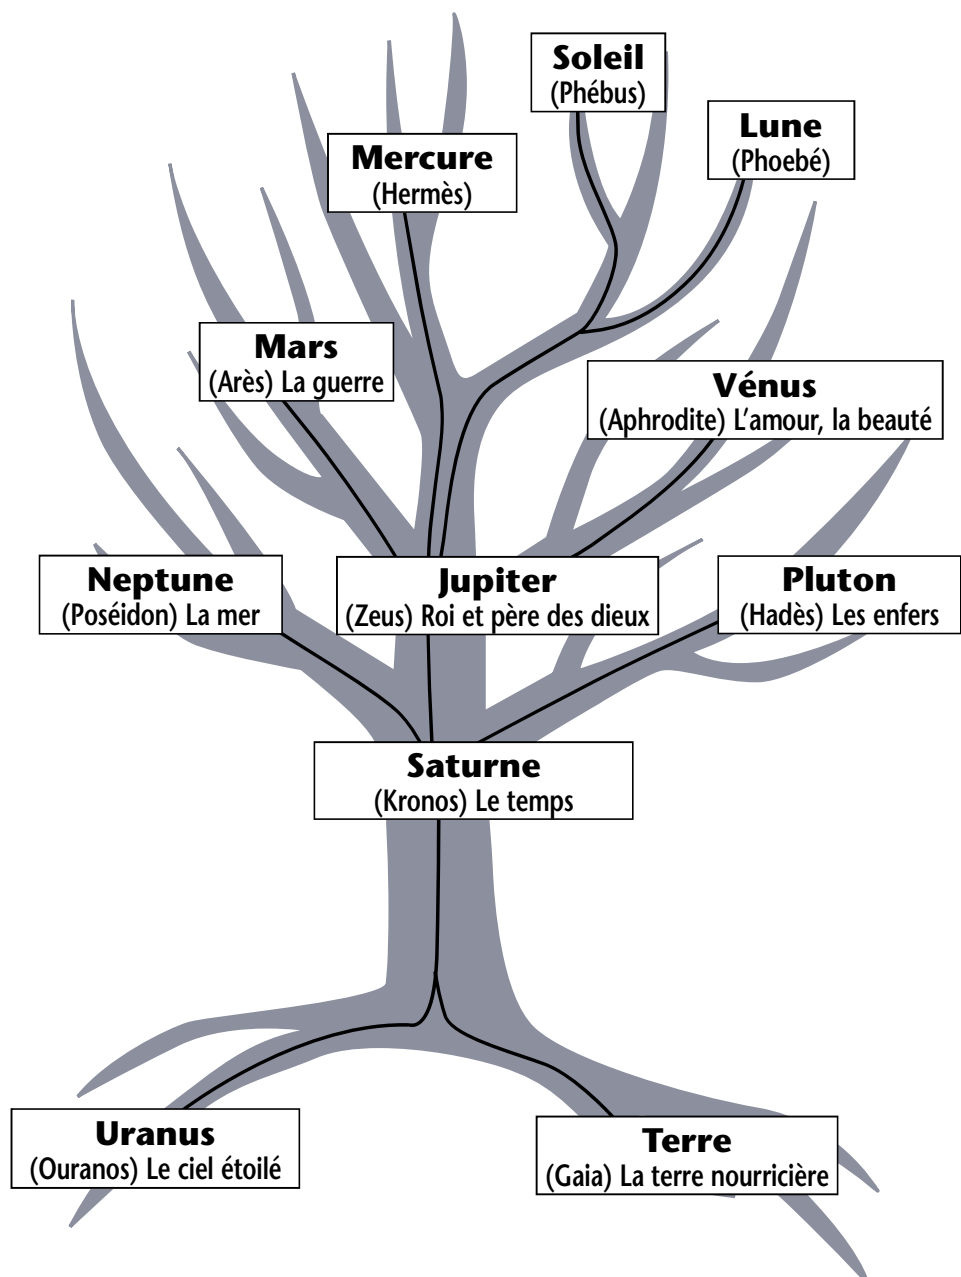 Soleil
(Phébus)
Lune
(Phoebé)
Mercure
(Hermès)
Mars
(Arès) La guerre
Vénus
(Aphrodite) L'amour, la beauté
Neptune
(Poséidon) La mer
Jupiter
(Zeus) Roi et père des dieux
Pluton
(Hadès) Les enfers
Saturne
(Kronos) Le temps
Uranus
(Ouranos) Le ciel étoilé
Terre
(Gaia) La terre nourricière